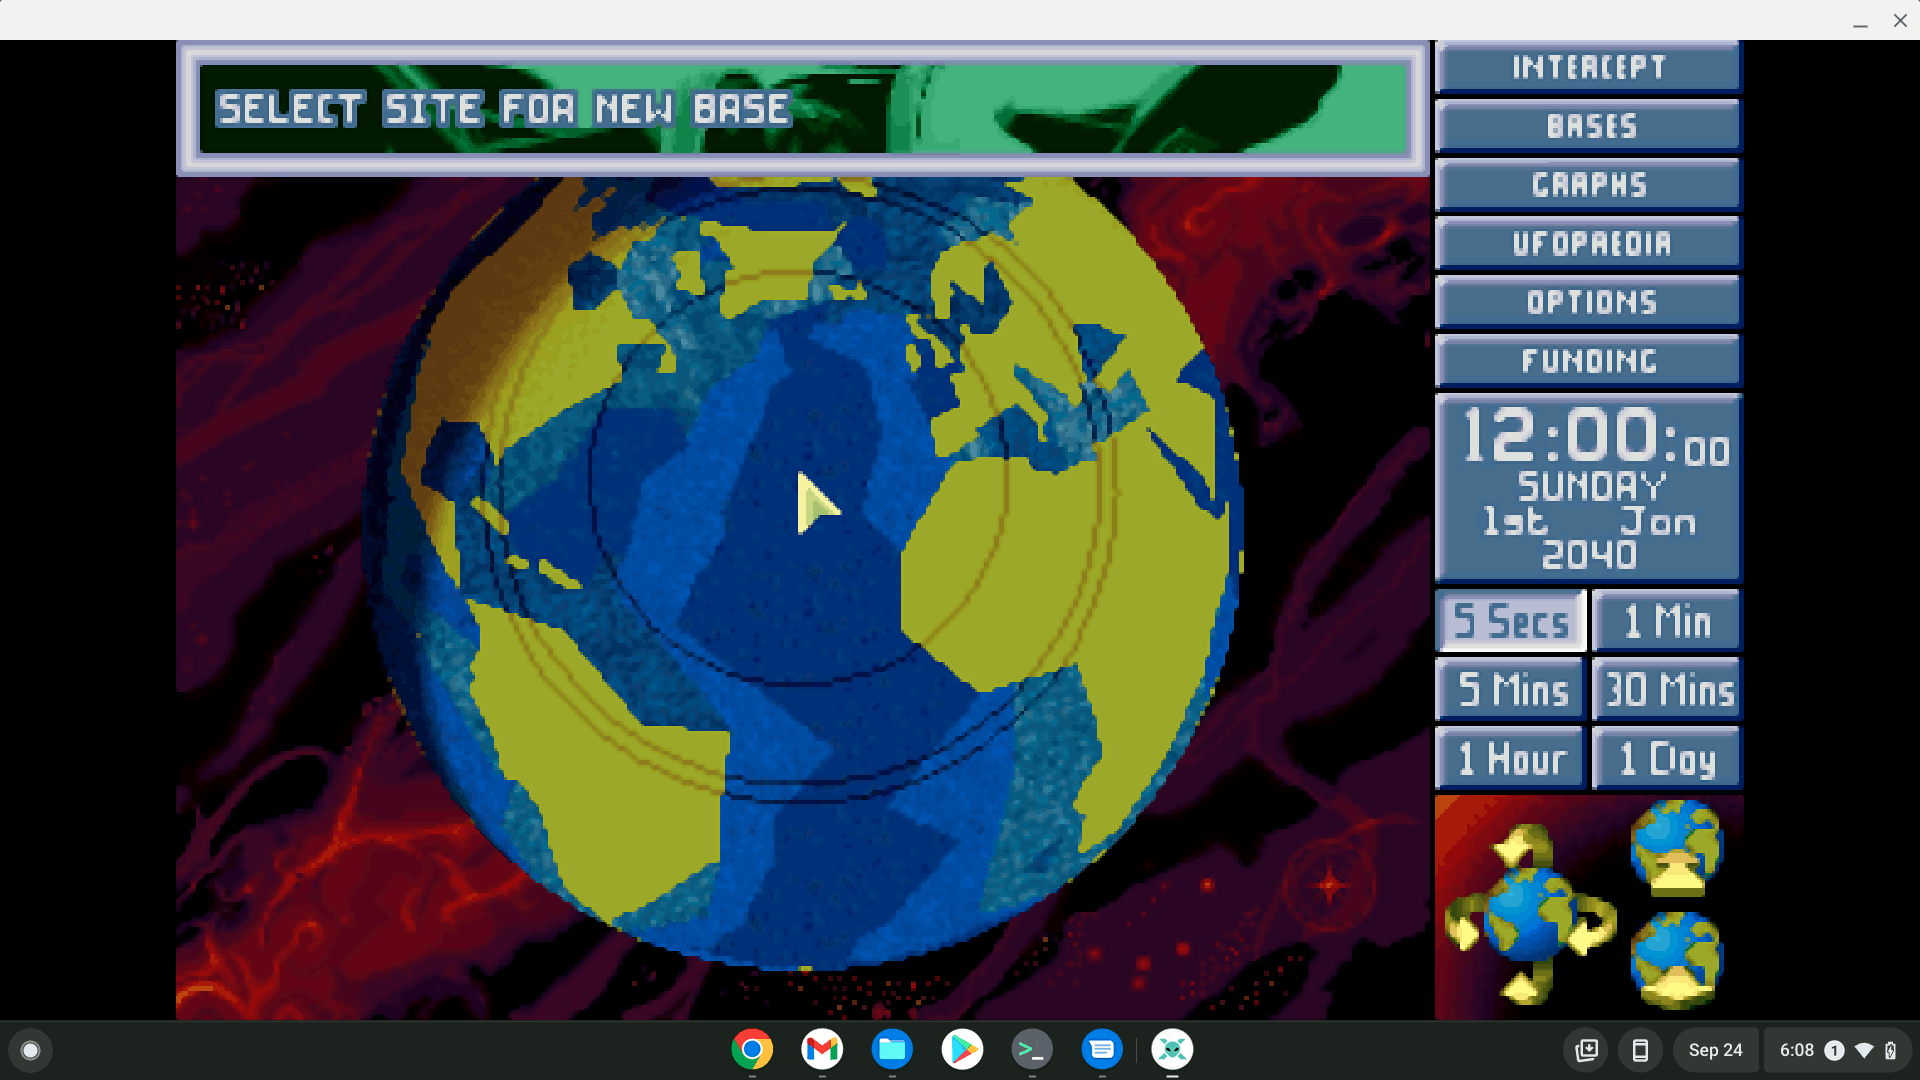 SELECT SITE FOR NEW BASE
INTERCEPT
BASES
GRAPHS
UFOPAEDIA
OPTIONS
FUNDING
12:00:00
SUNDAY
1st Jan
2040
5 Secs
1 Min
5 Mins
30 Mins
1 Hour
1 Day
Sep 24
6:08
1